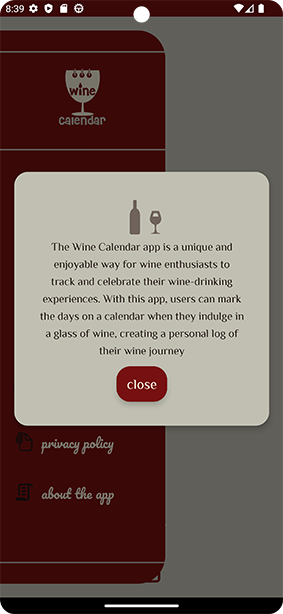 8:39
wine
calendar
The Wine Calendar app is a unique and
enjoyable way for wine enthusiasts to
track and celebrate their wine-drinking
experiences. With this app, users can mark
the days on a calendar when they indulge in
a glass of wine, creating a personal log of
their wine journey
close
privacy policy
about the app